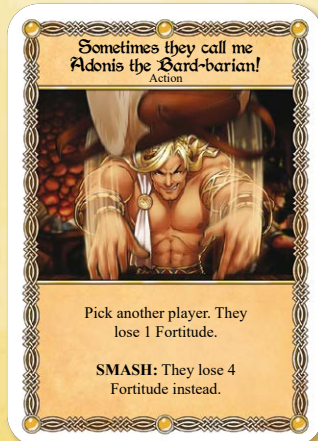 Sometimes they call me
Adonis the Bard-barian!
Action
Pick another player. They
lose 1 Fortitude.
SMASH: They lose 4
Fortitude instead.